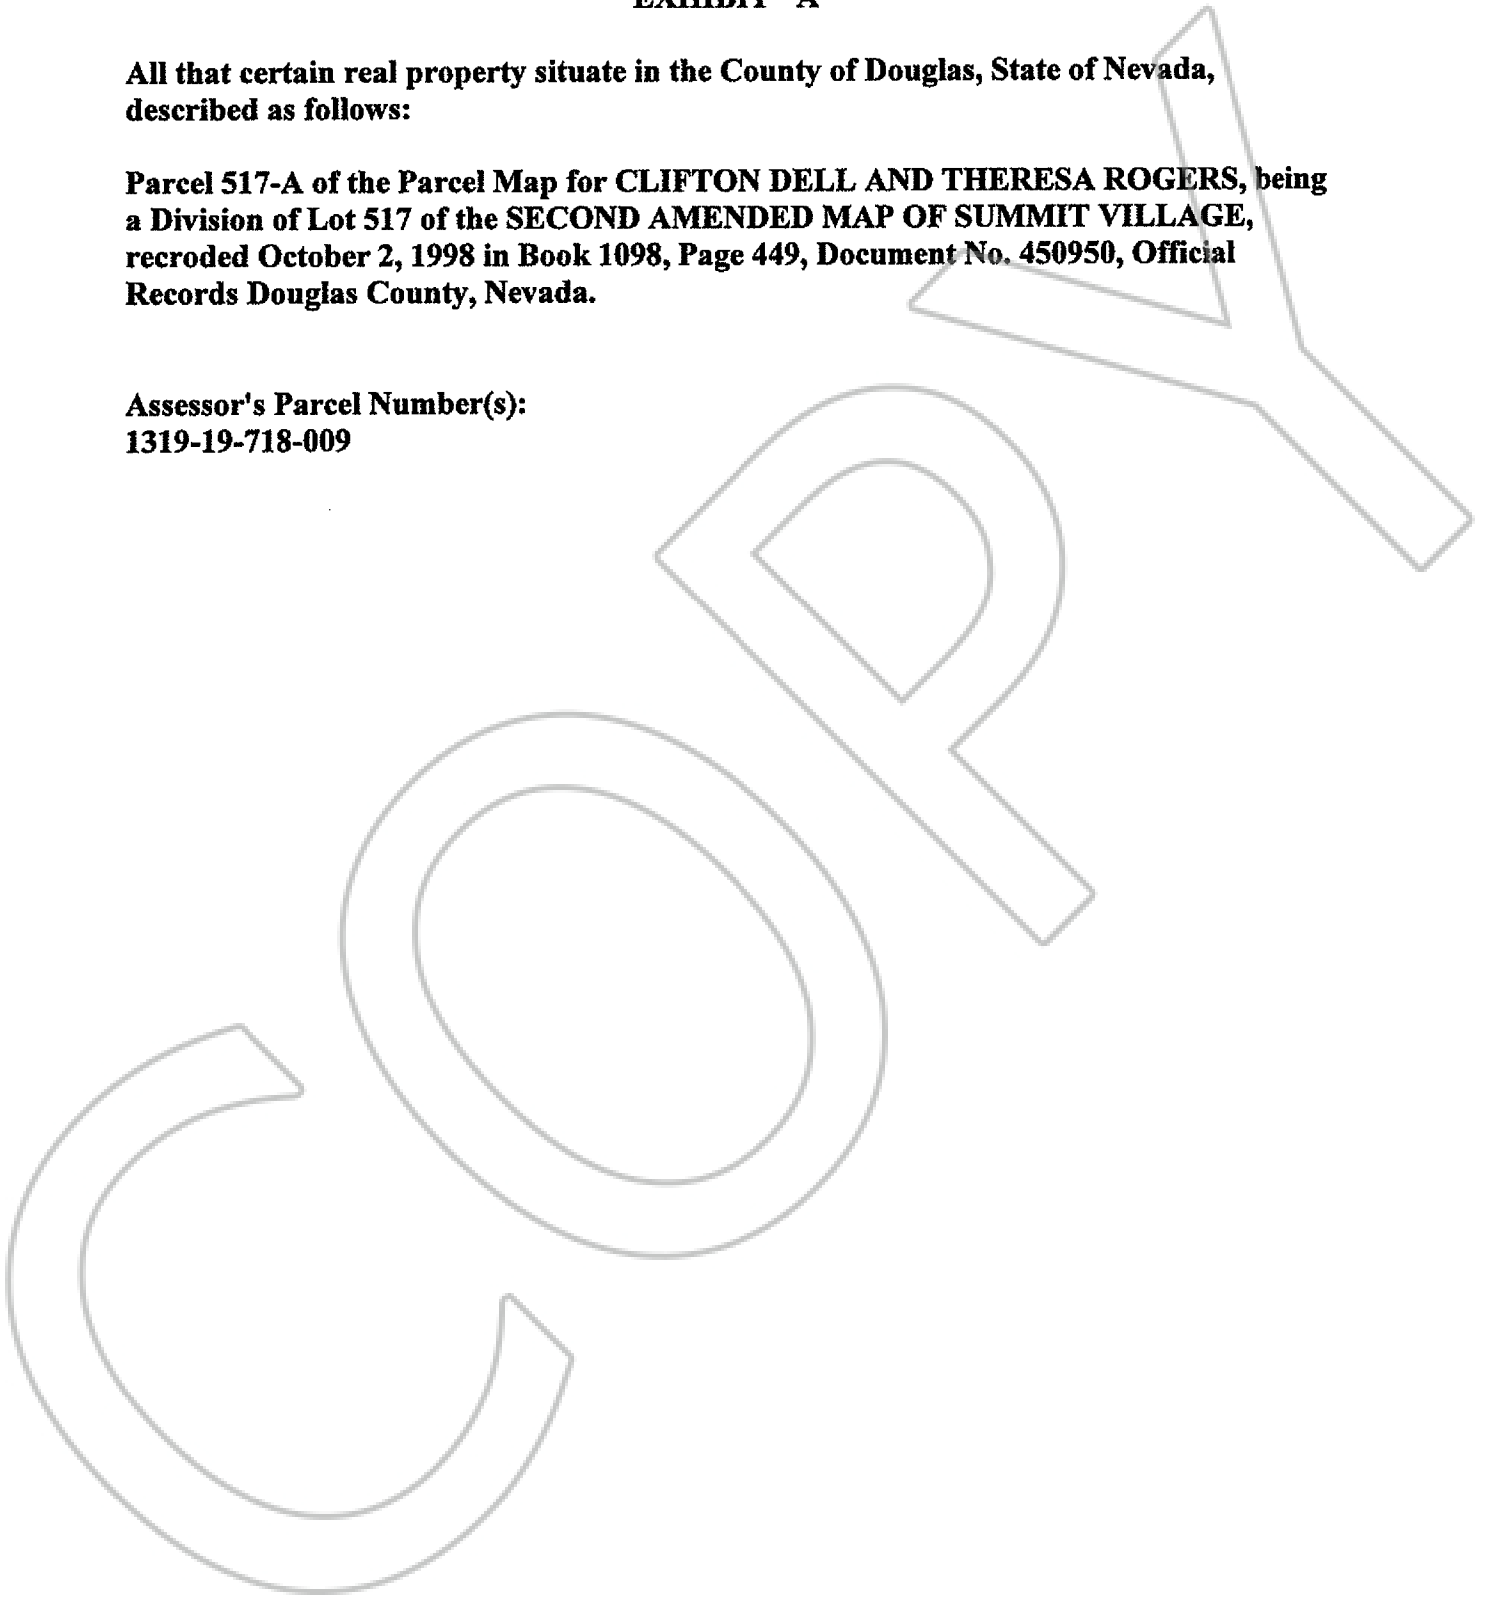 EXHIBIT "A"
All that certain real property situate in the County of Douglas, State of Nevada,
described as follows:
Parcel 517-A of the Parcel Map for CLIFTON DELL AND THERESA ROGERS, being
a Division of Lot 517 of the SECOND AMENDED MAP OF SUMMIT VILLAGE,
recroded October 2, 1998 in Book 1098, Page 449, Document No. 450950, Official
Records Douglas County, Nevada.
Assessor's Parcel Number(s):
1319-19-718-009
COPY